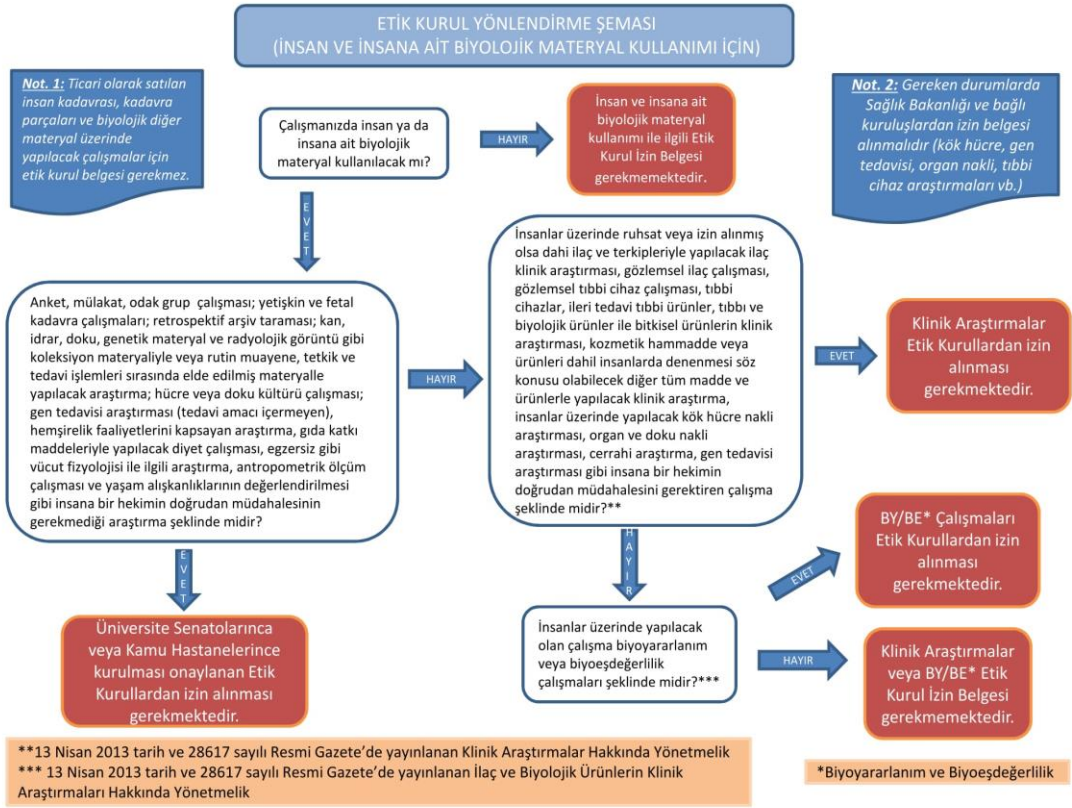 ETİK KURUL YÖNLENDİRME ŞEMASI
(İNSAN VE İNSANA AİT BİYOLOJİK MATERYAL KULLANIMI İÇİN)
Not. 1: Ticari olarak satılan
insan kadavrası, kadavra
parçaları ve biyolojik diğer
materyal üzerinde
yapılacak çalışmalar için
etik kurul belgesi gerekmez.
Çalışmanızda insan ya da
insana ait biyolojik
materyal kullanılacak mı?
HAYIR
İnsan ve insana ait
biyolojik materyal
kullanımı ile ilgili Etik
Kurul İzin Belgesi
gerekmemektedir.
Not. 2: Gereken durumlarda
Sağlık Bakanlığı ve bağlı
kuruluşlardan izin belgesi
alınmalıdır (kök hücre, gen
tedavisi, organ nakli, tıbbi
cihaz araştırmaları vb.)
EVET
Anket, mülakat, odak grup çalışması; yetişkin ve fetal
kadavra çalışmaları; retrospektif arşiv taraması; kan,
idrar, doku, genetik materyal ve radyolojik görüntü gibi
koleksiyon materyaliyle veya rutin muayene, tetkik ve
tedavi işlemleri sırasında elde edilmiş materyalle
yapılacak araştırma; hücre veya doku kültürü çalışması;
gen tedavisi araştırması (tedavi amacı içermeyen),
hemşirelik faaliyetlerini kapsayan araştırma, gıda katkı
maddeleriyle yapılacak diyet çalışması, egzersiz gibi
vücut fizyolojisi ile ilgili araştırma, antropometrik ölçüm
çalışması ve yaşam alışkanlıklarının değerlendirilmesi
gibi insana bir hekimin doğrudan müdahalesinin
gerekmediği araştırma şeklinde midir?
HAYIR
İnsanlar üzerinde ruhsat veya izin alınmış
olsa dahi ilaç ve terkipleriyle yapılacak ilaç
klinik araştırması, gözlemsel ilaç çalışması,
gözlemsel tıbbi cihaz çalışması, tıbbi
cihazlar, ileri tedavi tıbbi ürünler, tıbbı ve
biyolojik ürünler ile bitkisel ürünlerin klinik
araştırması, kozmetik hammadde veya
ürünleri dahil insanlarda denenmesi söz
konusu olabilecek diğer tüm madde ve
ürünlerle yapılacak klinik araştırma,
insanlar üzerinde yapılacak kök hücre nakli
araştırması, organ ve doku nakli
araştırması, cerrahi araştırma, gen tedavisi
araştırması gibi insana bir hekimin
doğrudan müdahalesini gerektiren çalışma
şeklinde midir?**
EVET
Klinik Araştırmalar
Etik Kurullardan izin
alınması
gerekmektedir.
EVET
Üniversite Senatolarınca
veya Kamu Hastanelerince
kurulması onaylanan Etik
Kurullardan izin alınması
gerekmektedir.
HAYIR
İnsanlar üzerinde yapılacak
olan çalışma biyoyararlanım
veya biyoeşdeğerlilik
çalışmaları şeklinde midir?***
EVET
BY/BE* Çalışmaları
Etik Kurullardan izin
alınması
gerekmektedir.
HAYIR
Klinik Araştırmalar
veya BY/BE* Etik
Kurul İzin Belgesi
gerekmemektedir.
**13 Nisan 2013 tarih ve 28617 sayılı Resmi Gazete’de yayınlanan Klinik Araştırmalar Hakkında Yönetmelik
*** 13 Nisan 2013 tarih ve 28617 sayılı Resmi Gazete’de yayınlanan İlaç ve Biyolojik Ürünlerin Klinik
Araştırmaları Hakkında Yönetmelik
*Biyoyararlanım ve Biyoeşdeğerlilik